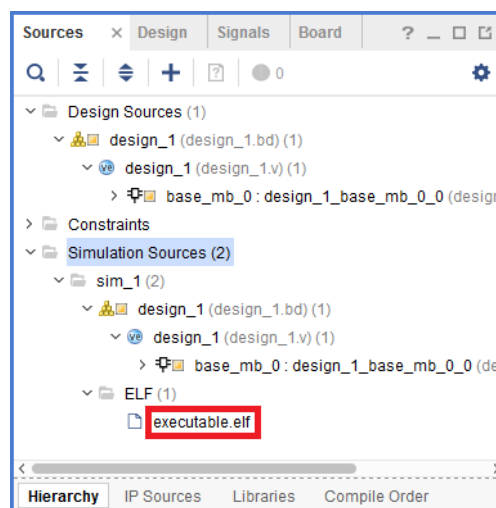 Sources × Design Signals Board ? _
0
Design Sources (1)
design_1 (design_1.bd) (1)
design_1 (design_1.v) (1)
base_mb_0 : design_1_base_mb_0_0 (design
Constraints
Simulation Sources (2)
sim_1 (2)
design_1 (design_1.bd) (1)
design_1 (design_1.v) (1)
base_mb_0 : design_1_base_mb_0_0 (de
ELF (1)
executable.elf
Hierarchy IP Sources Libraries Compile Order